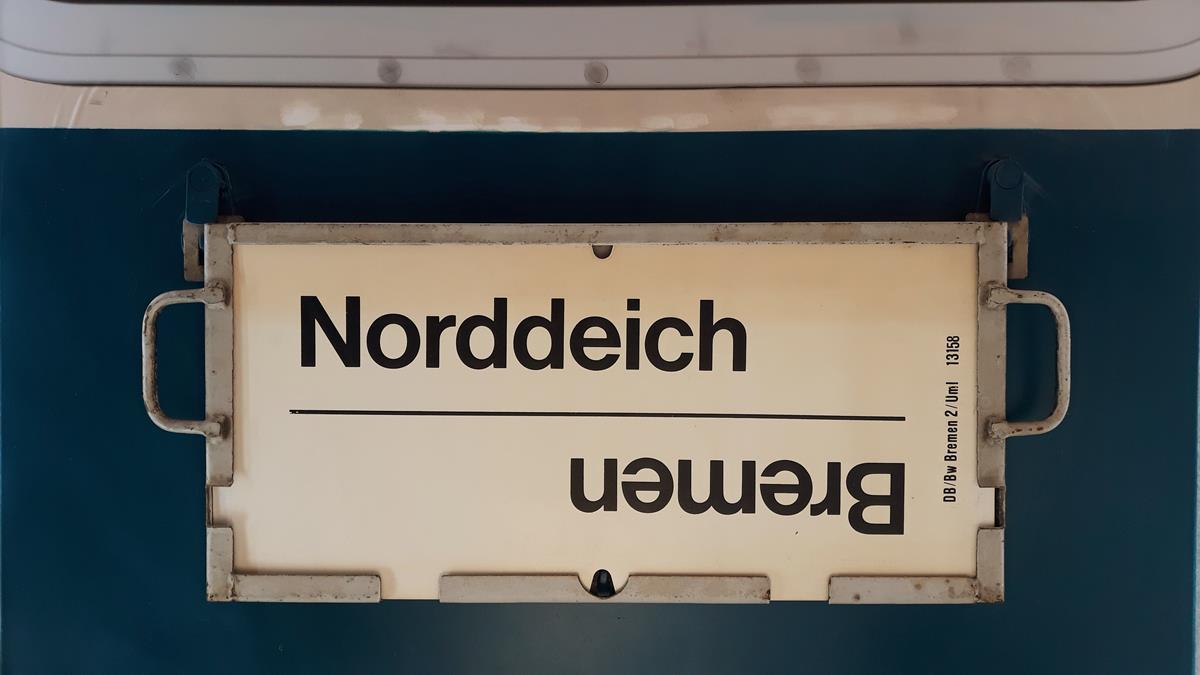 Norddeich
Bremen
DB/Bw Bremen 2/Uml 13158